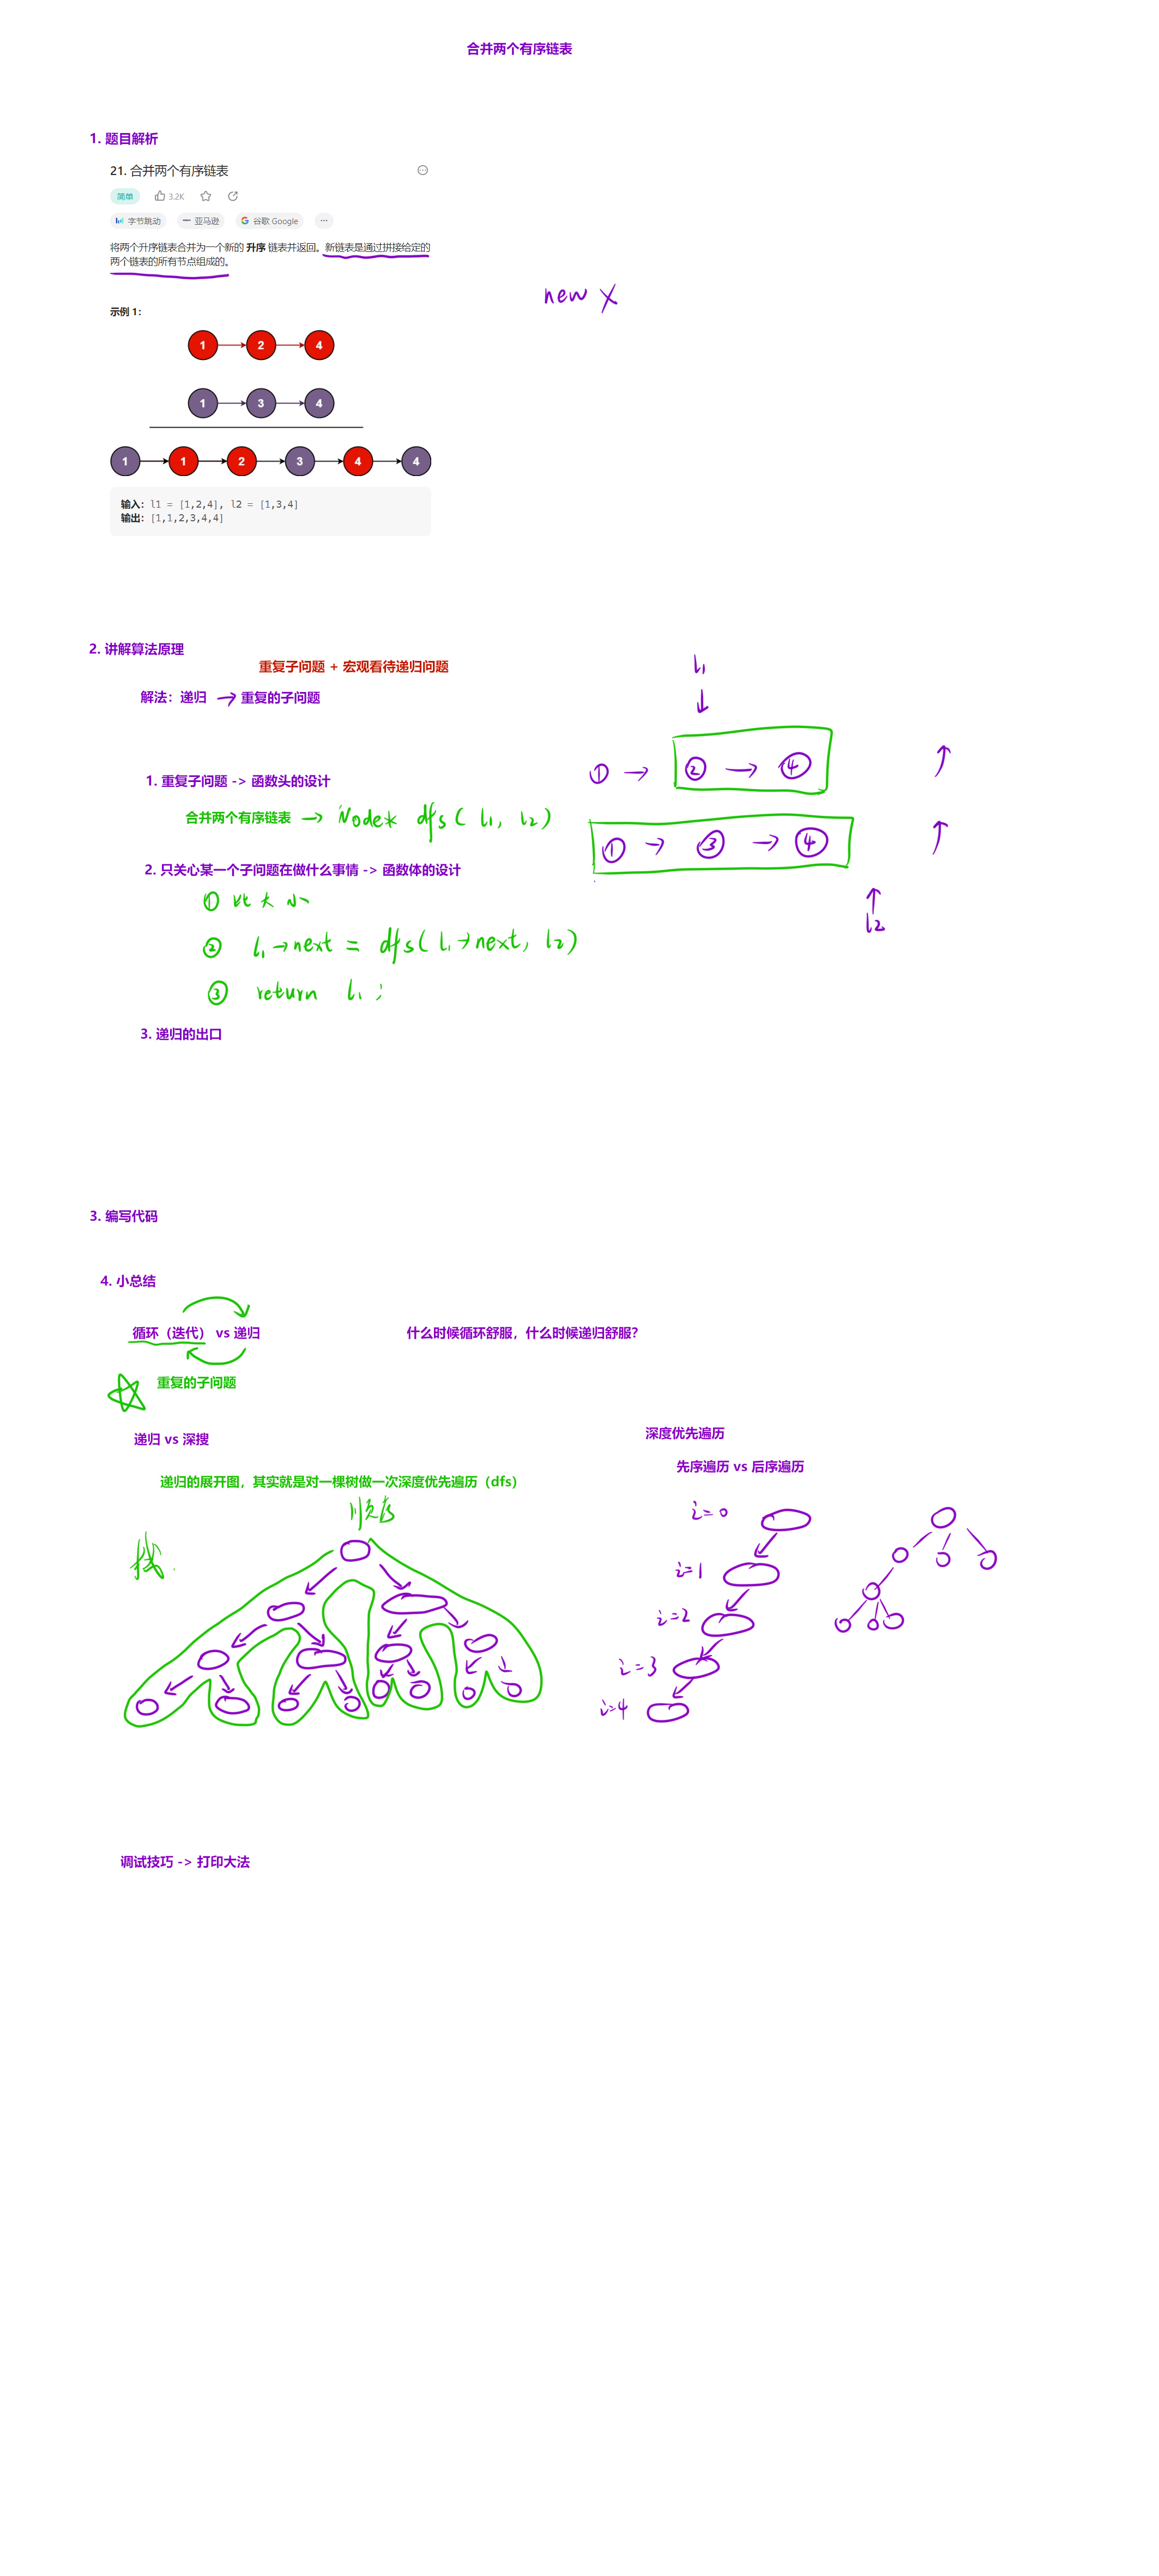 合并两个有序链表
1. 题目解析
21. 合并两个有序链表
简单 3.2K
字节跳动 亚马逊 谷歌 Google ...
将两个升序链表合并为一个新的 升序 链表并返回。新链表是通过拼接给定的
两个链表的所有节点组成的。
new X
示例 1：
1 2 4
1 3 4
1 1 2 3 4 4
输入：l1 = [1,2,4], l2 = [1,3,4]
输出：[1,1,2,3,4,4]
2. 讲解算法原理
重复子问题 + 宏观看待递归问题
解法：递归 → 重复的子问题
l1
↓
① → ② → ④ ↑
1. 重复子问题 -> 函数头的设计
合并两个有序链表 → Node* dfs( l1, l2)
① → ③ → ④ ↑
↑
l2
2. 只关心某一个子问题在做什么事情 -> 函数体的设计
① 比大小
② l1→next = dfs( l1→next, l2)
③ return l1;
3. 递归的出口
3. 编写代码
4. 小总结
循环（迭代） vs 递归
什么时候循环舒服，什么时候递归舒服？
重复的子问题
递归 vs 深搜
递归的展开图，其实就是对一棵树做一次深度优先遍历（dfs）
顺序
栈.
深度优先遍历
先序遍历 vs 后序遍历
i=0
i=1
i=2
i=3
i=4
调试技巧 -> 打印大法